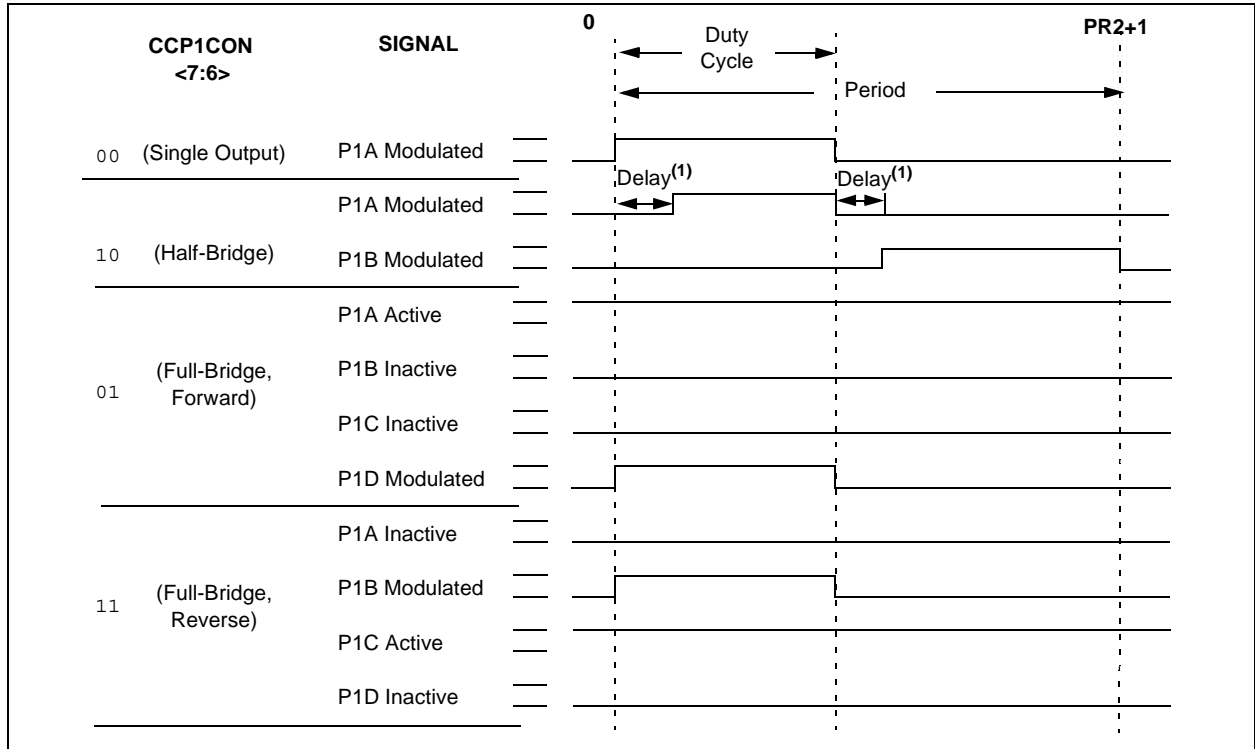 0
PR2+1
CCP1CON
<7:6>
SIGNAL
Duty
Cycle
Period
00 (Single Output) P1A Modulated
Delay(1) Delay(1)
P1A Modulated
10 (Half-Bridge) P1B Modulated
P1A Active
01 (Full-Bridge,
Forward)
P1B Inactive
P1C Inactive
P1D Modulated
P1A Inactive
11 (Full-Bridge,
Reverse)
P1B Modulated
P1C Active
P1D Inactive